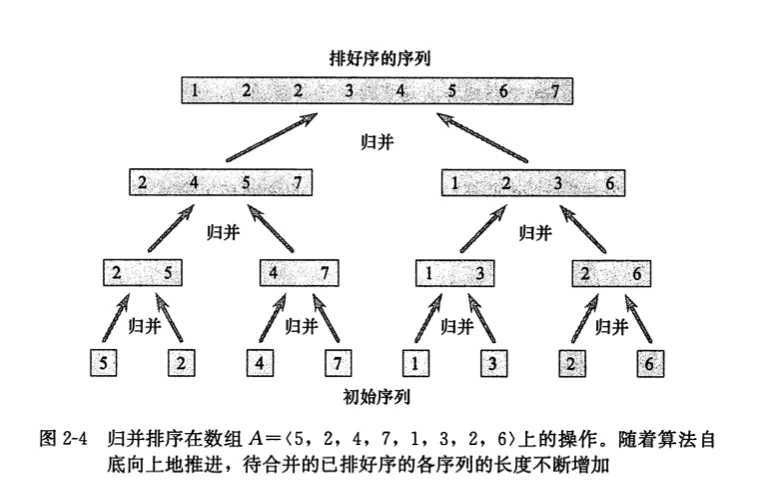 排好序的序列
1 2 2 3 4 5 6 7
归并
2 4 5 7 1 2 3 6
归并 归并
2 5 4 7 1 3 2 6
归并 归并 归并 归并
5 2 4 7 1 3 2 6
初始序列
图 2-4 归并排序在数组 A=〈5, 2, 4, 7, 1, 3, 2, 6〉上的操作。随着算法自
底向上地推进，待合并的已排好序的各序列的长度不断增加